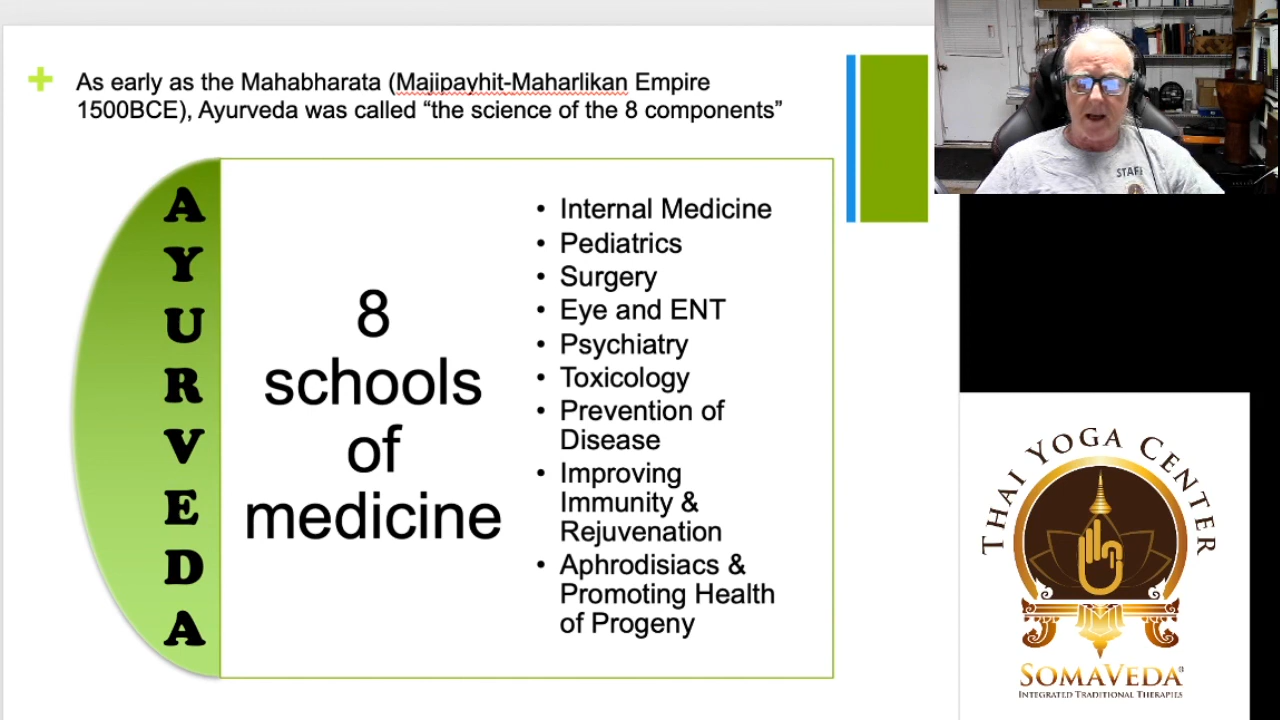 As early as the Mahabharata (Majipayhit-Maharlikan Empire
1500BCE), Ayurveda was called “the science of the 8 components”
AYURVEDA
8
schools
of
medicine
• Internal Medicine
• Pediatrics
• Surgery
• Eye and ENT
• Psychiatry
• Toxicology
• Prevention of
Disease
• Improving
Immunity &
Rejuvenation
• Aphrodisiacs &
Promoting Health
of Progeny
STAFF
THAI YOGA CENTER
SOMAVEDA®
INTEGRATED TRADITIONAL THERAPIES